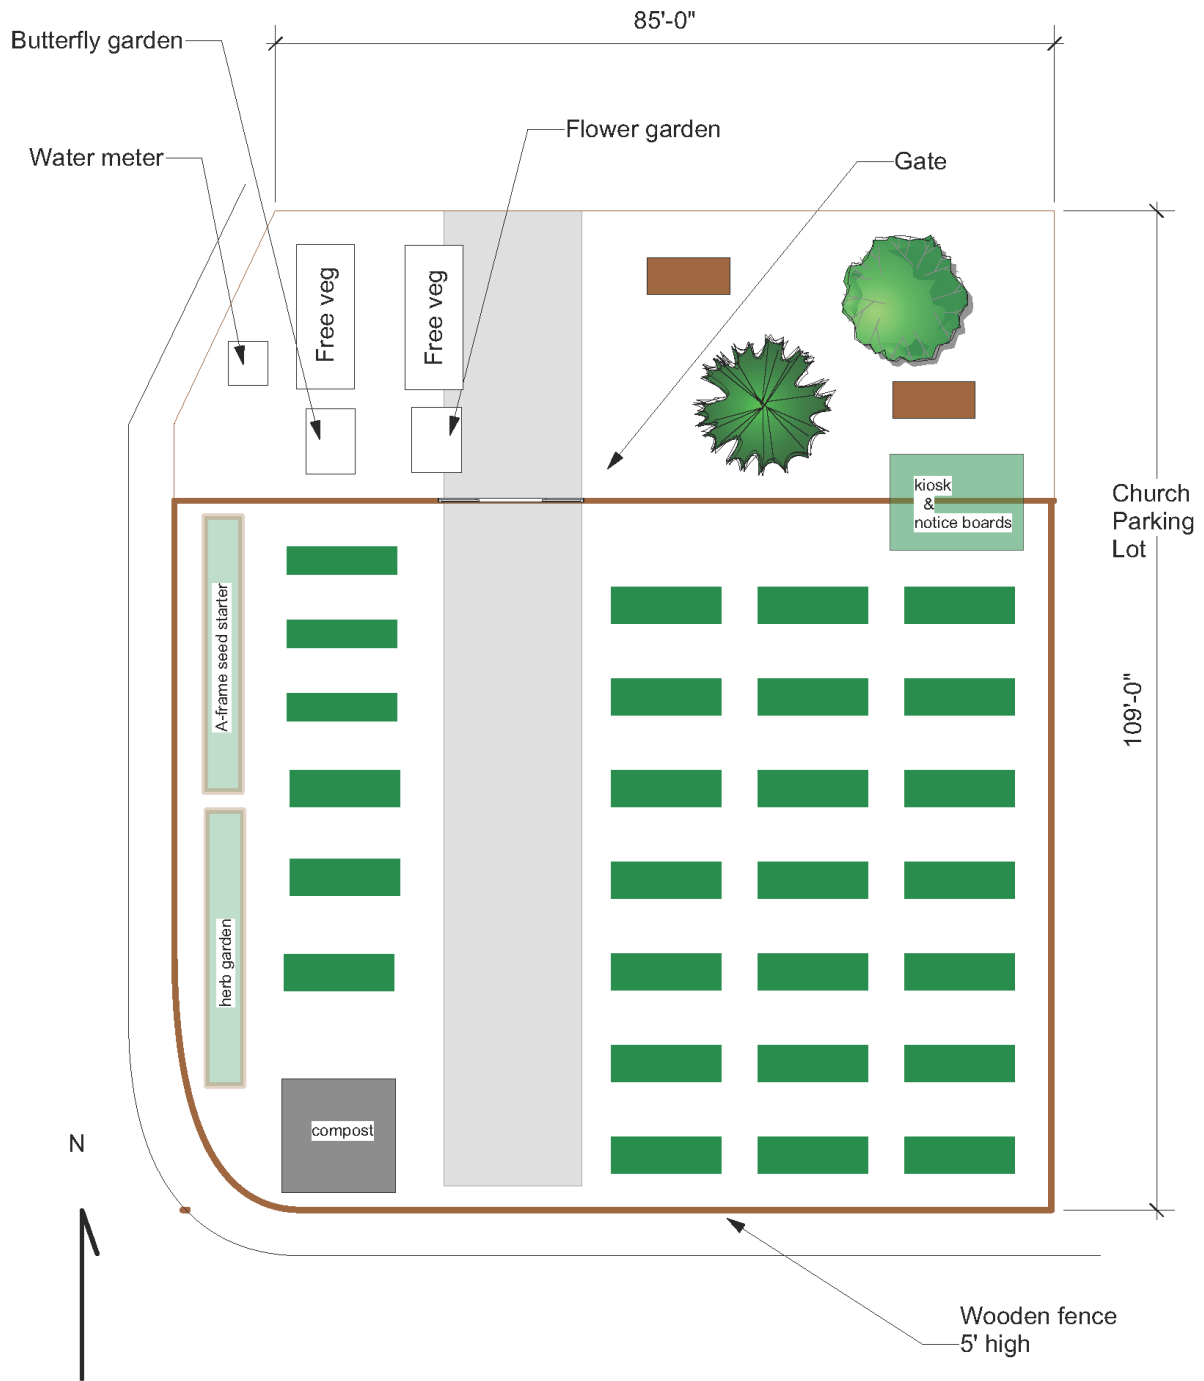 85'-0"
Butterfly garden
Flower garden
Water meter
Gate
Free veg
Free veg
kiosk
&
notice boards
Church
Parking
Lot
A-frame seed starter
109'-0"
herb garden
compost
N
Wooden fence
5' high